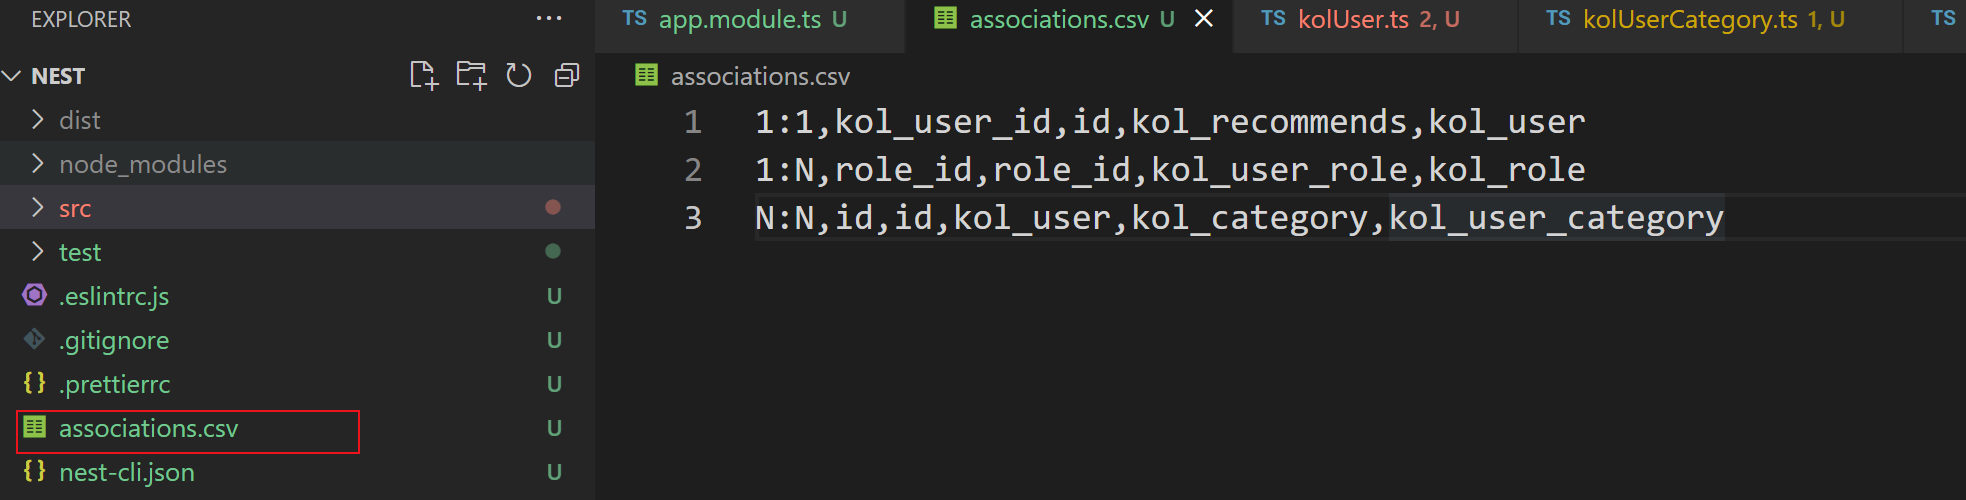 EXPLORER
NEST
dist
node_modules
src
test
.eslintrc.js U
.gitignore U
.prettierrc U
associations.csv U
nest-cli.json U
TS app.module.ts U
associations.csv U
TS kolUser.ts 2, U
TS kolUserCategory.ts 1, U
TS
associations.csv
1 1:1,kol_user_id,id,kol_recommends,kol_user
2 1:N,role_id,role_id,kol_user_role,kol_role
3 N:N,id,id,kol_user,kol_category,kol_user_category